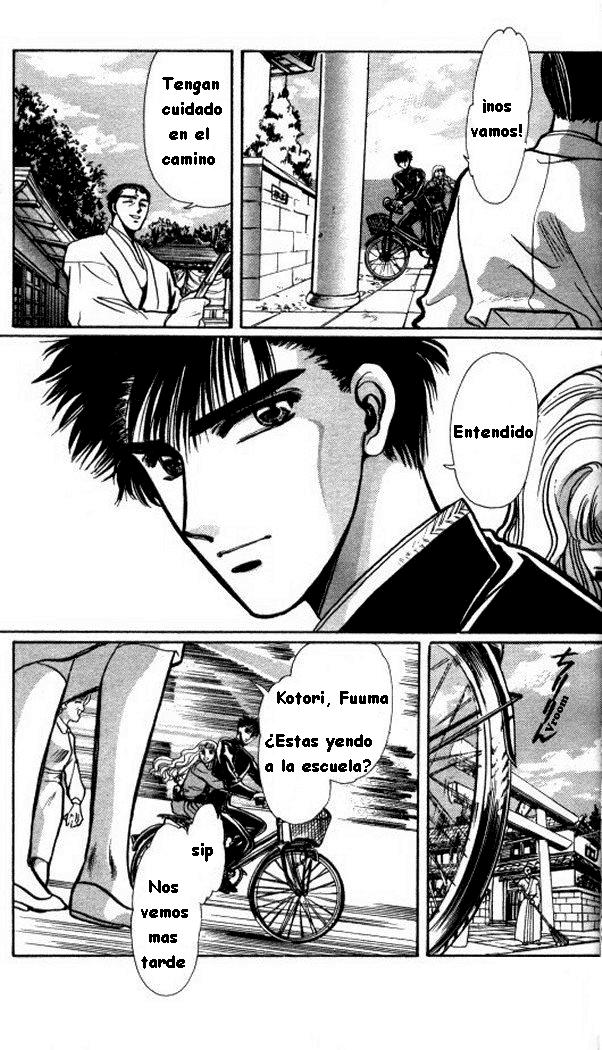 ¡nos
vamos!
Tengan
cuidado
en el
camino
Entendido
Vroom
Kotori, Fuuma
¿Estas yendo
a la escuela?
sip
Nos
vemos
mas
tarde